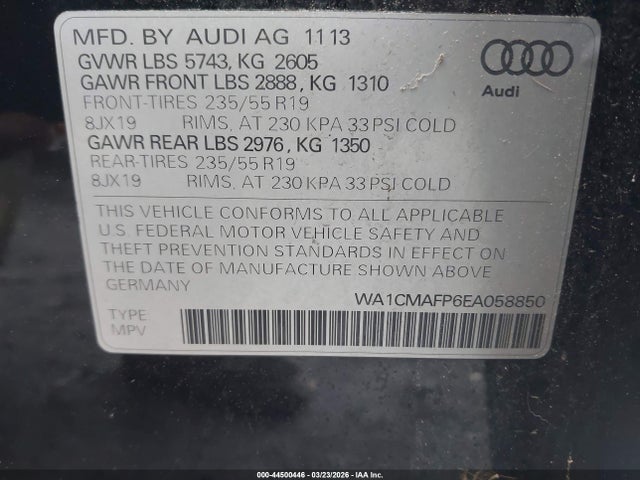 MFD. BY AUDI AG 11 13
GVWR LBS 5743, KG 2605
GAWR FRONT LBS 2888, KG 1310
FRONT-TIRES 235/55 R19
8JX19 RIMS, AT 230 KPA 33 PSI COLD
GAWR REAR LBS 2976, KG 1350
REAR-TIRES 235/55 R19
8JX19 RIMS, AT 230 KPA 33 PSI COLD
Audi
THIS VEHICLE CONFORMS TO ALL APPLICABLE
U.S. FEDERAL MOTOR VEHICLE SAFETY AND
THEFT PREVENTION STANDARDS IN EFFECT ON
THE DATE OF MANUFACTURE SHOWN ABOVE
GERMANY
WA1CMAFP6EA058850
TYPE
MPV
000-44500446 - 03/23/2026 - IAA Inc.